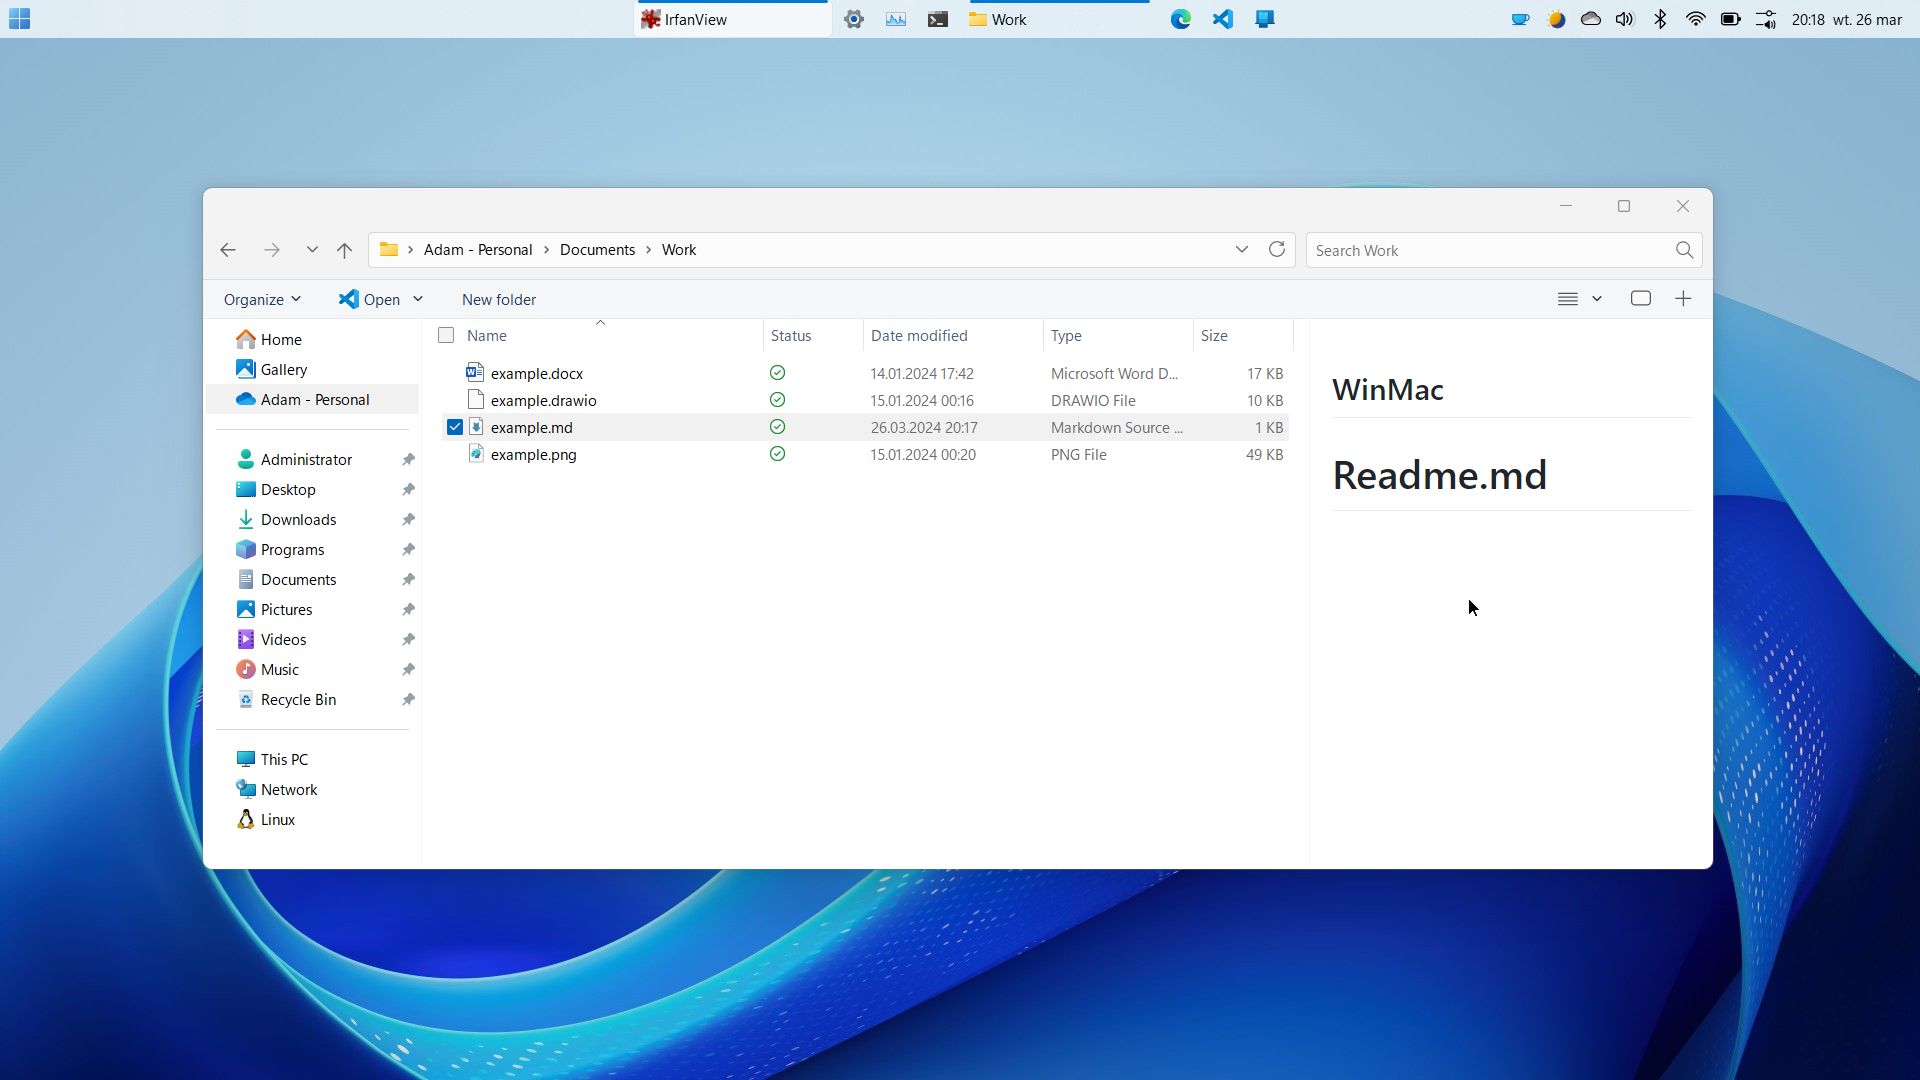 IrfanView
Work
20:18 wt. 26 mar
Adam - Personal
Documents
Work
Search Work
Organize
Open
New folder
Home
Gallery
Adam - Personal
Administrator
Desktop
Downloads
Programs
Documents
Pictures
Videos
Music
Recycle Bin
This PC
Network
Linux
Name Status Date modified Type Size
example.docx 14.01.2024 17:42 Microsoft Word D... 17 KB
example.drawio 15.01.2024 00:16 DRAWIO File 10 KB
example.md 26.03.2024 20:17 Markdown Source ... 1 KB
example.png 15.01.2024 00:20 PNG File 49 KB
WinMac
Readme.md